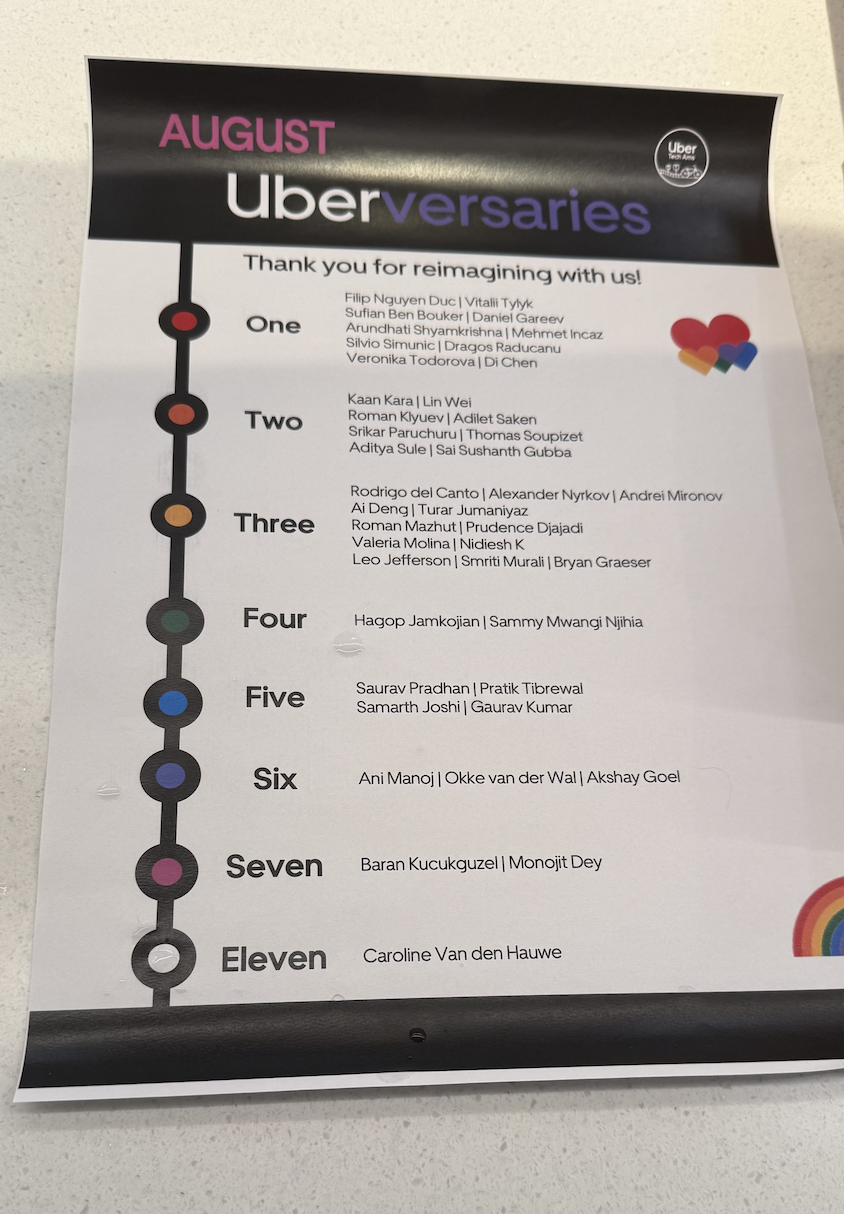 AUGUST
Uber
Tech Ams
Uberversaries
Thank you for reimagining with us!
One
Filip Nguyen Duc | Vitalii Tylyk
Sufian Ben Bouker | Daniel Gareev
Arundhati Shyamkrishna | Mehmet Incaz
Silvio Simunic | Dragos Raducanu
Veronika Todorova | Di Chen
Two
Kaan Kara | Lin Wei
Roman Klyuev | Adilet Saken
Srikar Paruchuru | Thomas Soupizet
Aditya Sule | Sai Sushanth Gubba
Three
Rodrigo del Canto | Alexander Nyrkov | Andrei Mironov
Ai Deng | Turar Jumaniyaz
Roman Mazhut | Prudence Djajadi
Valeria Molina | Nidiesh K
Leo Jefferson | Smriti Murali | Bryan Graeser
Four
Hagop Jamkojian | Sammy Mwangi Njihia
Five
Saurav Pradhan | Pratik Tibrewal
Samarth Joshi | Gaurav Kumar
Six
Ani Manoj | Okke van der Wal | Akshay Goel
Seven
Baran Kucukguzel | Monojit Dey
Eleven
Caroline Van den Hauwe